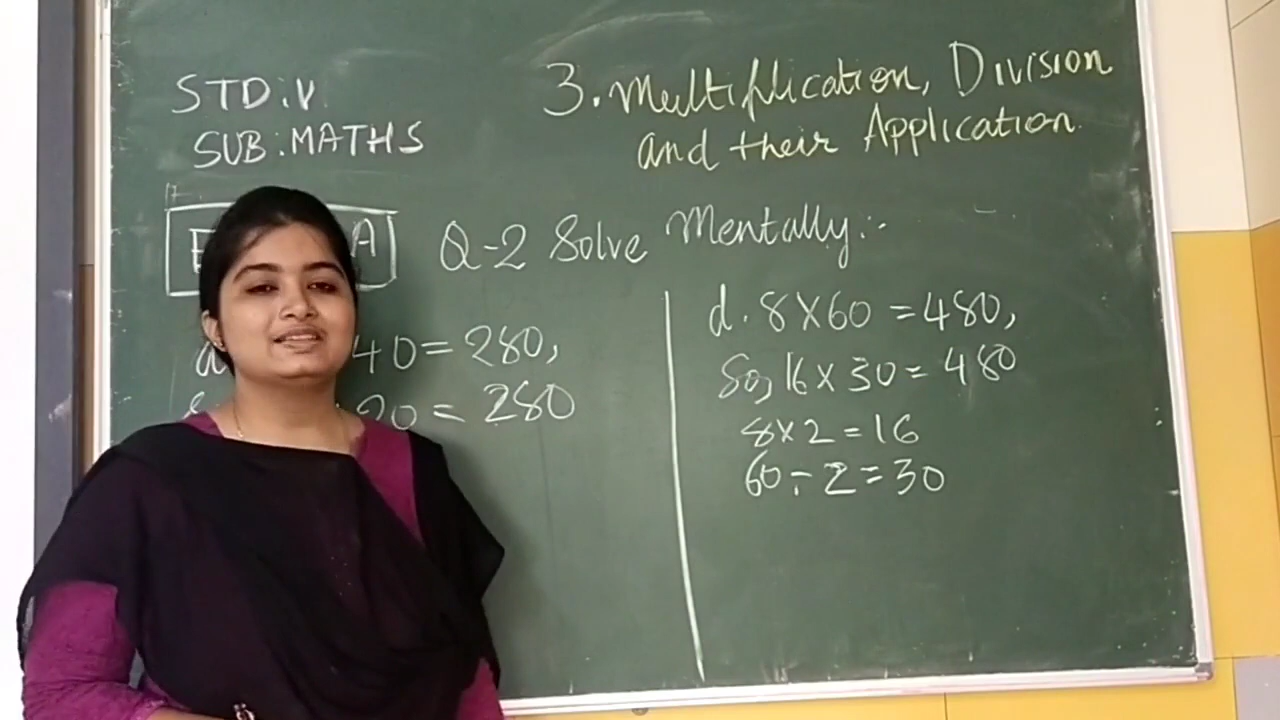 STD: V
SUB: MATHS
3. Multiplication, Division
and their Application.
A
Q-2 Solve Mentally:-
40 = 280,
20 = 280
d. 8 X 60 = 480,
So, 16 X 30 = 480
8 X 2 = 16
60 ÷ 2 = 30